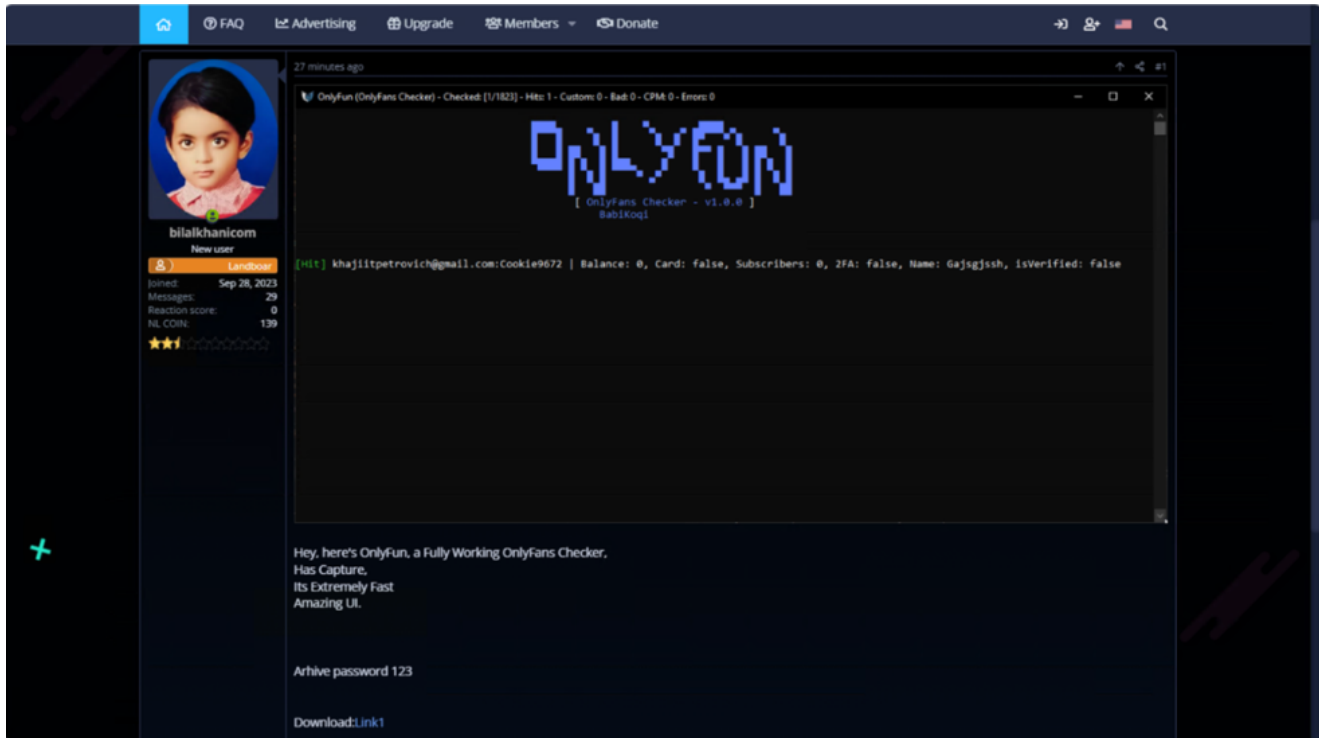 FAQ Advertising Upgrade Members Donate
27 minutes ago #1
OnlyFun (OnlyFans Checker) - Checked: [1/1823] - Hits: 1 - Custom: 0 - Bad: 0 - CPM: 0 - Errors: 0
ONLYFUN
[ OnlyFans Checker - v1.0.0 ]
BabiKoqi
[Hit] khajiitpetrovich@gmail.com:Cookie9672 | Balance: 0, Card: false, Subscribers: 0, 2FA: false, Name: Gajsgjssh, isVerified: false
bilalkhanicom
New user
Landboar
Joined: Sep 28, 2023
Messages: 29
Reaction score: 0
NL COIN: 139
Hey, here's OnlyFun, a Fully Working OnlyFans Checker,
Has Capture,
Its Extremely Fast
Amazing UI.
Arhive password 123
Download:Link1